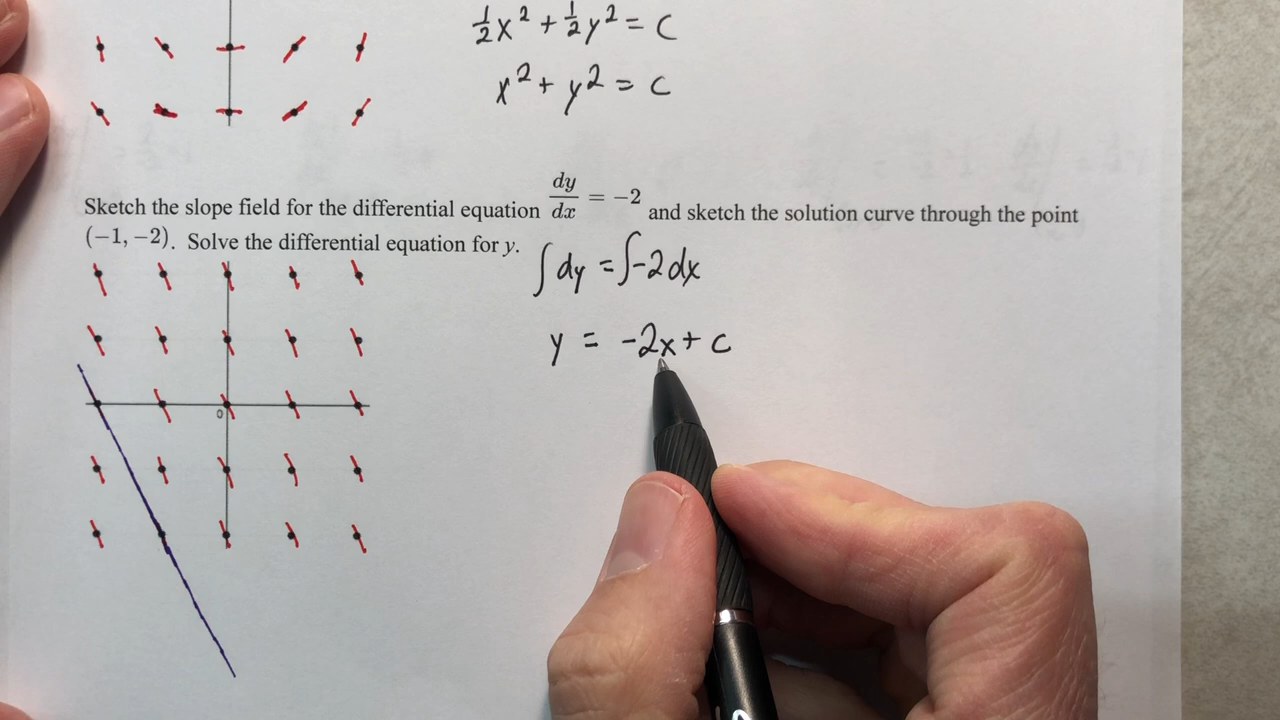 ½x² + ½y² = C
x² + y² = C
Sketch the slope field for the differential equation dy/dx = −2 and sketch the solution curve through the point
(−1, −2). Solve the differential equation for y.
∫dy = ∫-2dx
y = -2x + c
0